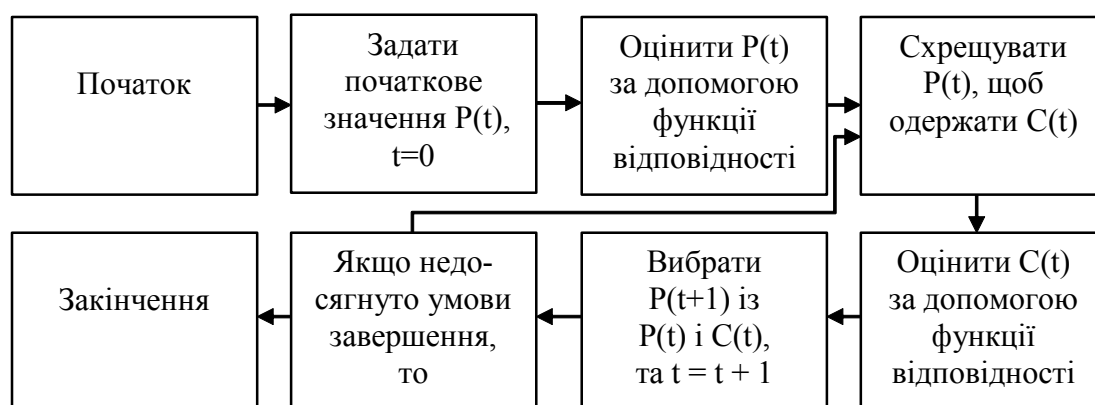 Початок
Задати
початкове
значення P(t),
t=0
Оцінити P(t)
за допомогою
функції
відповідності
Схрещувати
P(t), щоб
одержати C(t)
Закінчення
Якщо недо-
сягнуто умови
завершення,
то
Вибрати
P(t+1) із
P(t) і C(t),
та t = t + 1
Оцінити C(t)
за допомогою
функції
відповідності